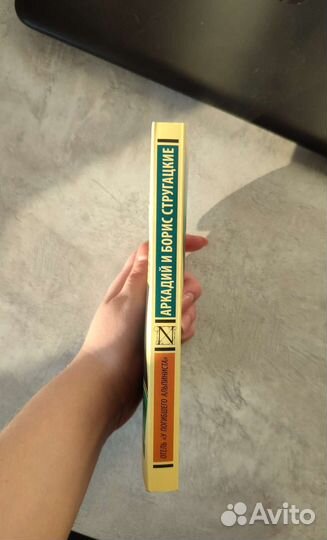 АРКАДИЙ И БОРИС СТРУГАЦКИЕ
ОТЕЛЬ «У ПОГИБШЕГО АЛЬПИНИСТА»
Avito